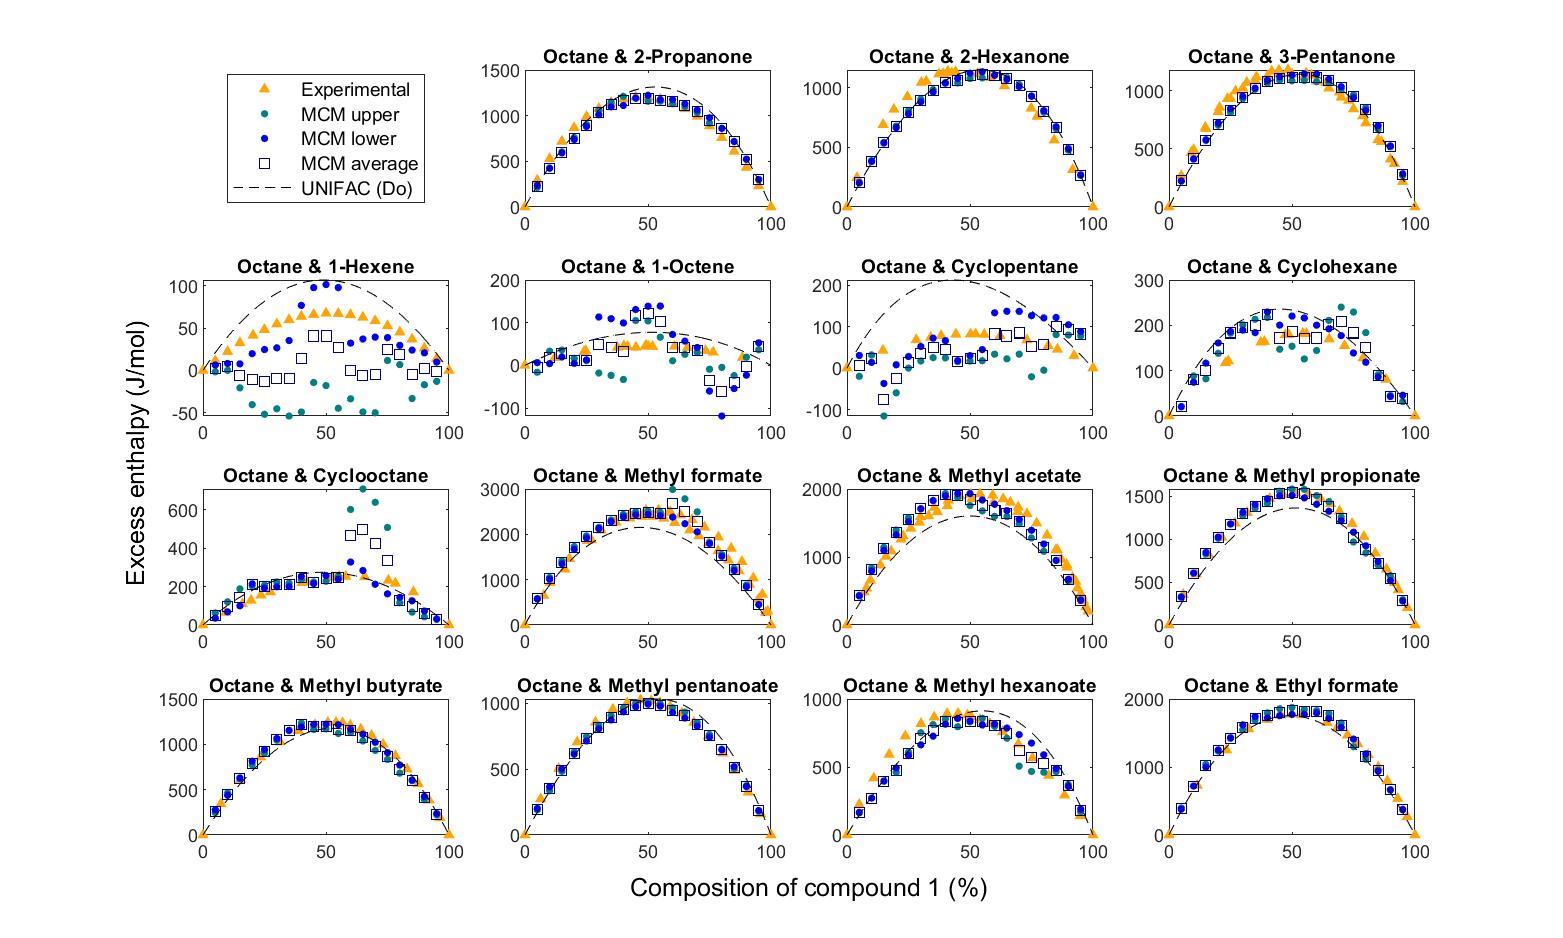 Octane & 2-Propanone
Octane & 2-Hexanone
Octane & 3-Pentanone
Experimental
MCM upper
MCM lower
MCM average
UNIFAC (Do)
1500
1000
500
0
0 50 100
1000
500
0
0 50 100
1000
500
0
0 50 100
Octane & 1-Hexene
Octane & 1-Octene
Octane & Cyclopentane
Octane & Cyclohexane
100
50
0
-50
0 50 100
200
100
0
-100
0 50 100
200
100
0
-100
0 50 100
300
200
100
0
0 50 100
Excess enthalpy (J/mol)
Octane & Cyclooctane
Octane & Methyl formate
Octane & Methyl acetate
Octane & Methyl propionate
600
400
200
0
0 50 100
3000
2000
1000
0
0 50 100
2000
1000
0
0 50 100
1500
1000
500
0
0 50 100
Octane & Methyl butyrate
Octane & Methyl pentanoate
Octane & Methyl hexanoate
Octane & Ethyl formate
1500
1000
500
0
0 50 100
1000
500
0
0 50 100
1000
500
0
0 50 100
2000
1000
0
0 50 100
Composition of compound 1 (%)